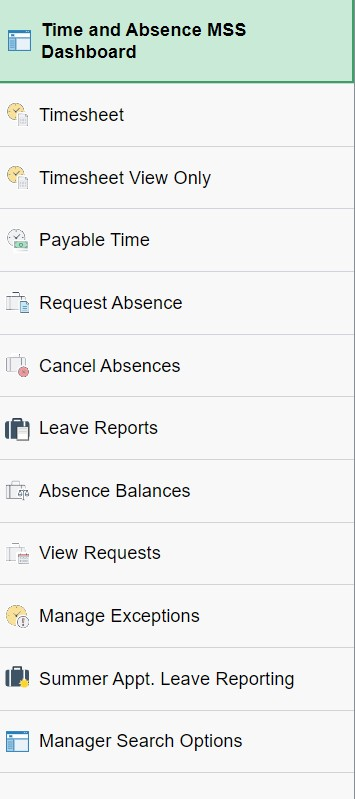 Time and Absence MSS
Dashboard
Timesheet
Timesheet View Only
Payable Time
Request Absence
Cancel Absences
Leave Reports
Absence Balances
View Requests
Manage Exceptions
Summer Appt. Leave Reporting
Manager Search Options